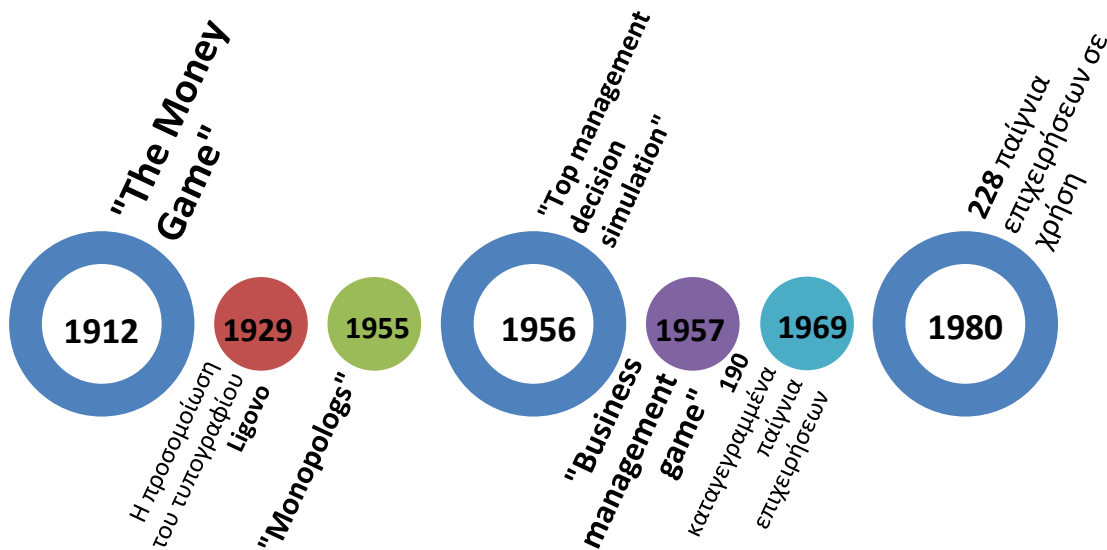 "The Money
Game"
1912
1929
Η προσομοίωση
του τυπογραφίου
Ligovo
1955
"Monopologs"
"Top management
decision
simulation"
1956
1957
"Business
management
game"
1969
190
καταγεγραμμένα
παίγνια
επιχειρήσεων
228 παίγνια
επιχειρήσεων σε
χρήση
1980